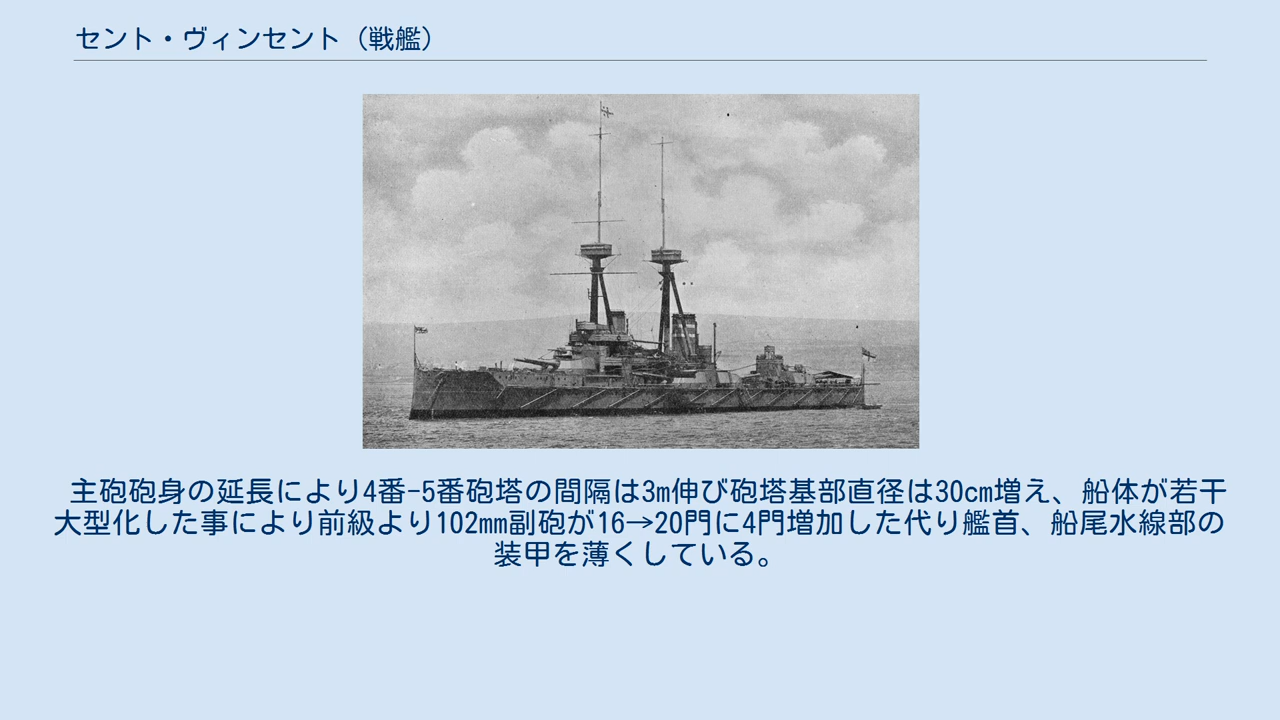 セント・ヴィンセント（戦艦）
主砲砲身の延長により4番-5番砲塔の間隔は3m伸び砲塔基部直径は30cm増え、船体が若干
大型化した事により前級より102mm副砲が16→20門に4門増加した代り艦首、船尾水線部の
装甲を薄くしている。